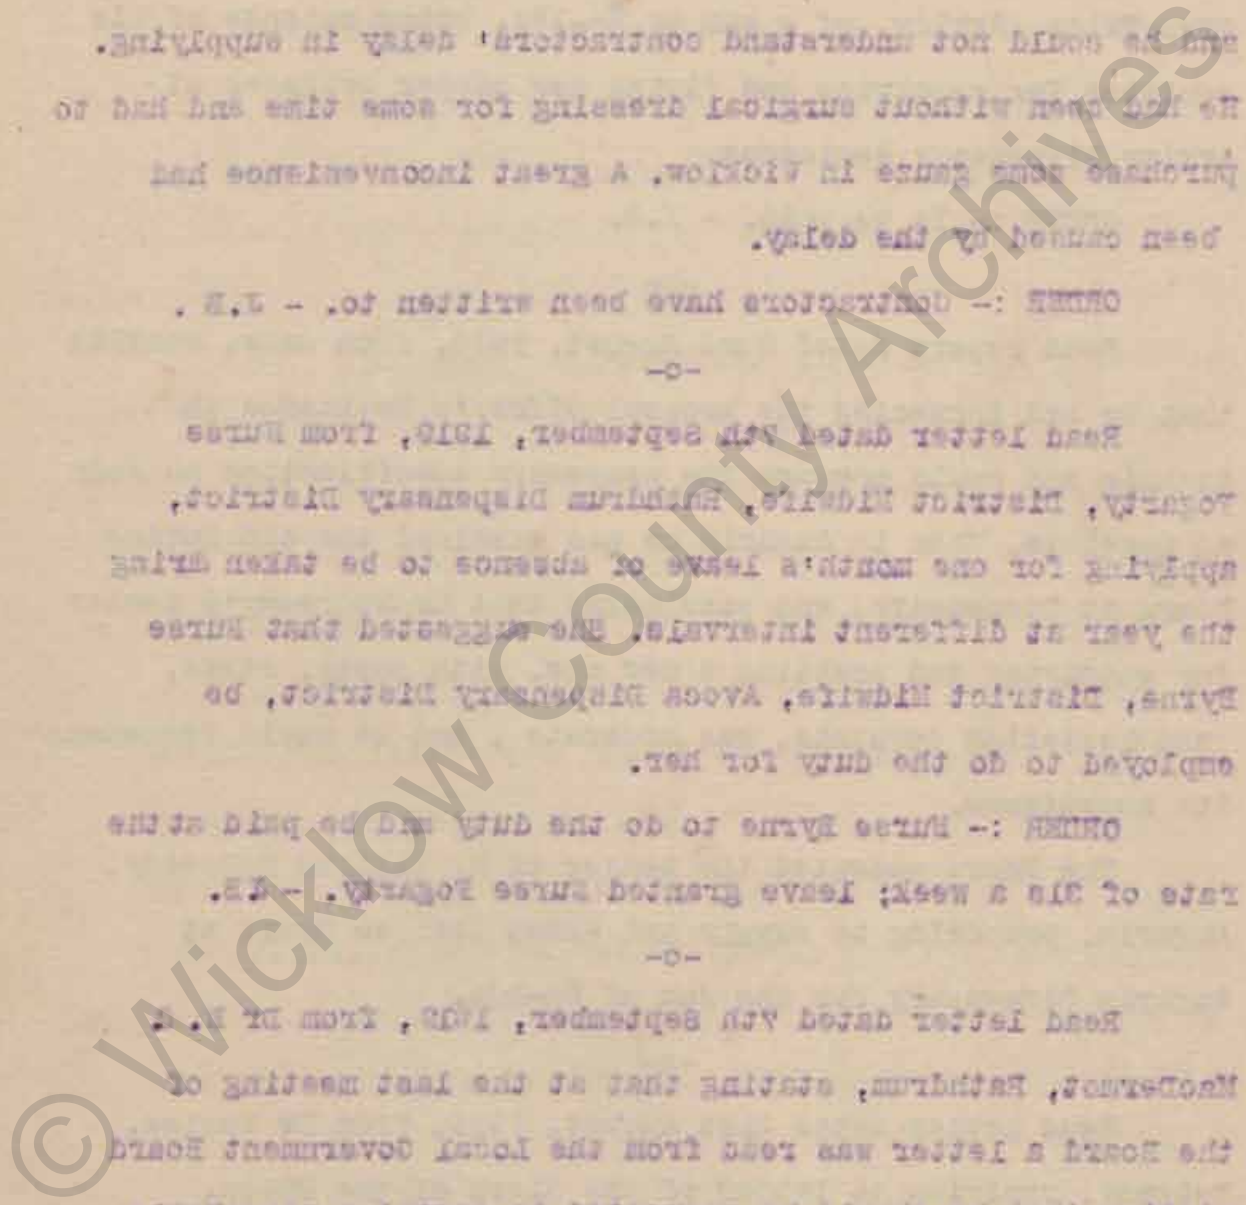 and he could not understand contractors' delay in supplying.
He had been without surgical dressing for some time and had to
purchase some gauze in Wicklow. A great inconvenience had
been caused by the delay.
ORDER :- Contractors have been written to. - J.B .
-o-
Read letter dated 9th September, 1919, from Nurse
Fogarty, District Midwife, Rathdrum Dispensary District,
applying for one month's leave of absence to be taken dring
the year at different intervals. She suggested that Nurse
Byrne, District Midwife, Avoca Dispensary District, be
employed to do the duty for her.
ORDER :- Nurse Byrne to do the duty and be paid at the
rate of 31s a week; leave granted Nurse Fogarty. - J.B.
-o-
Read letter dated 7th September, 1919, from Dr
MacDermot, Rathdrum, stating that at the last meeting of
the Board a letter was read from the Local Government Board
© Wicklow County Archives